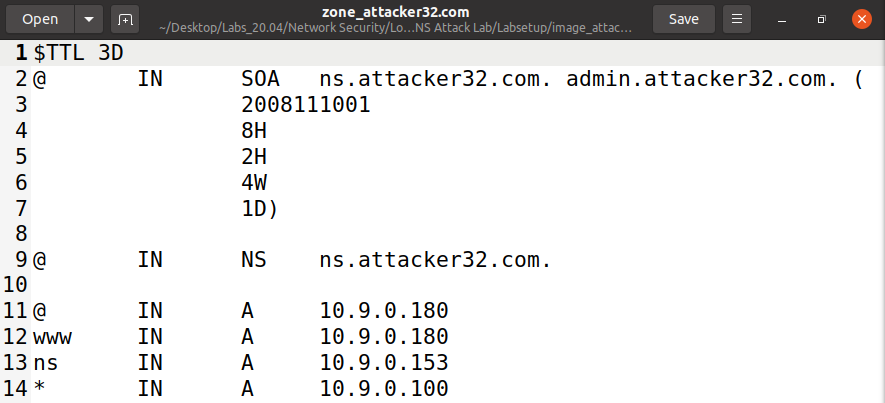 Open
zone_attacker32.com
~/Desktop/Labs_20.04/Network Security/Lo...NS Attack Lab/Labsetup/image_attac...
Save
1 $TTL 3D
2 @ IN SOA ns.attacker32.com. admin.attacker32.com. (
3 2008111001
4 8H
5 2H
6 4W
7 1D)
8
9 @ IN NS ns.attacker32.com.
10
11 @ IN A 10.9.0.180
12 www IN A 10.9.0.180
13 ns IN A 10.9.0.153
14 * IN A 10.9.0.100